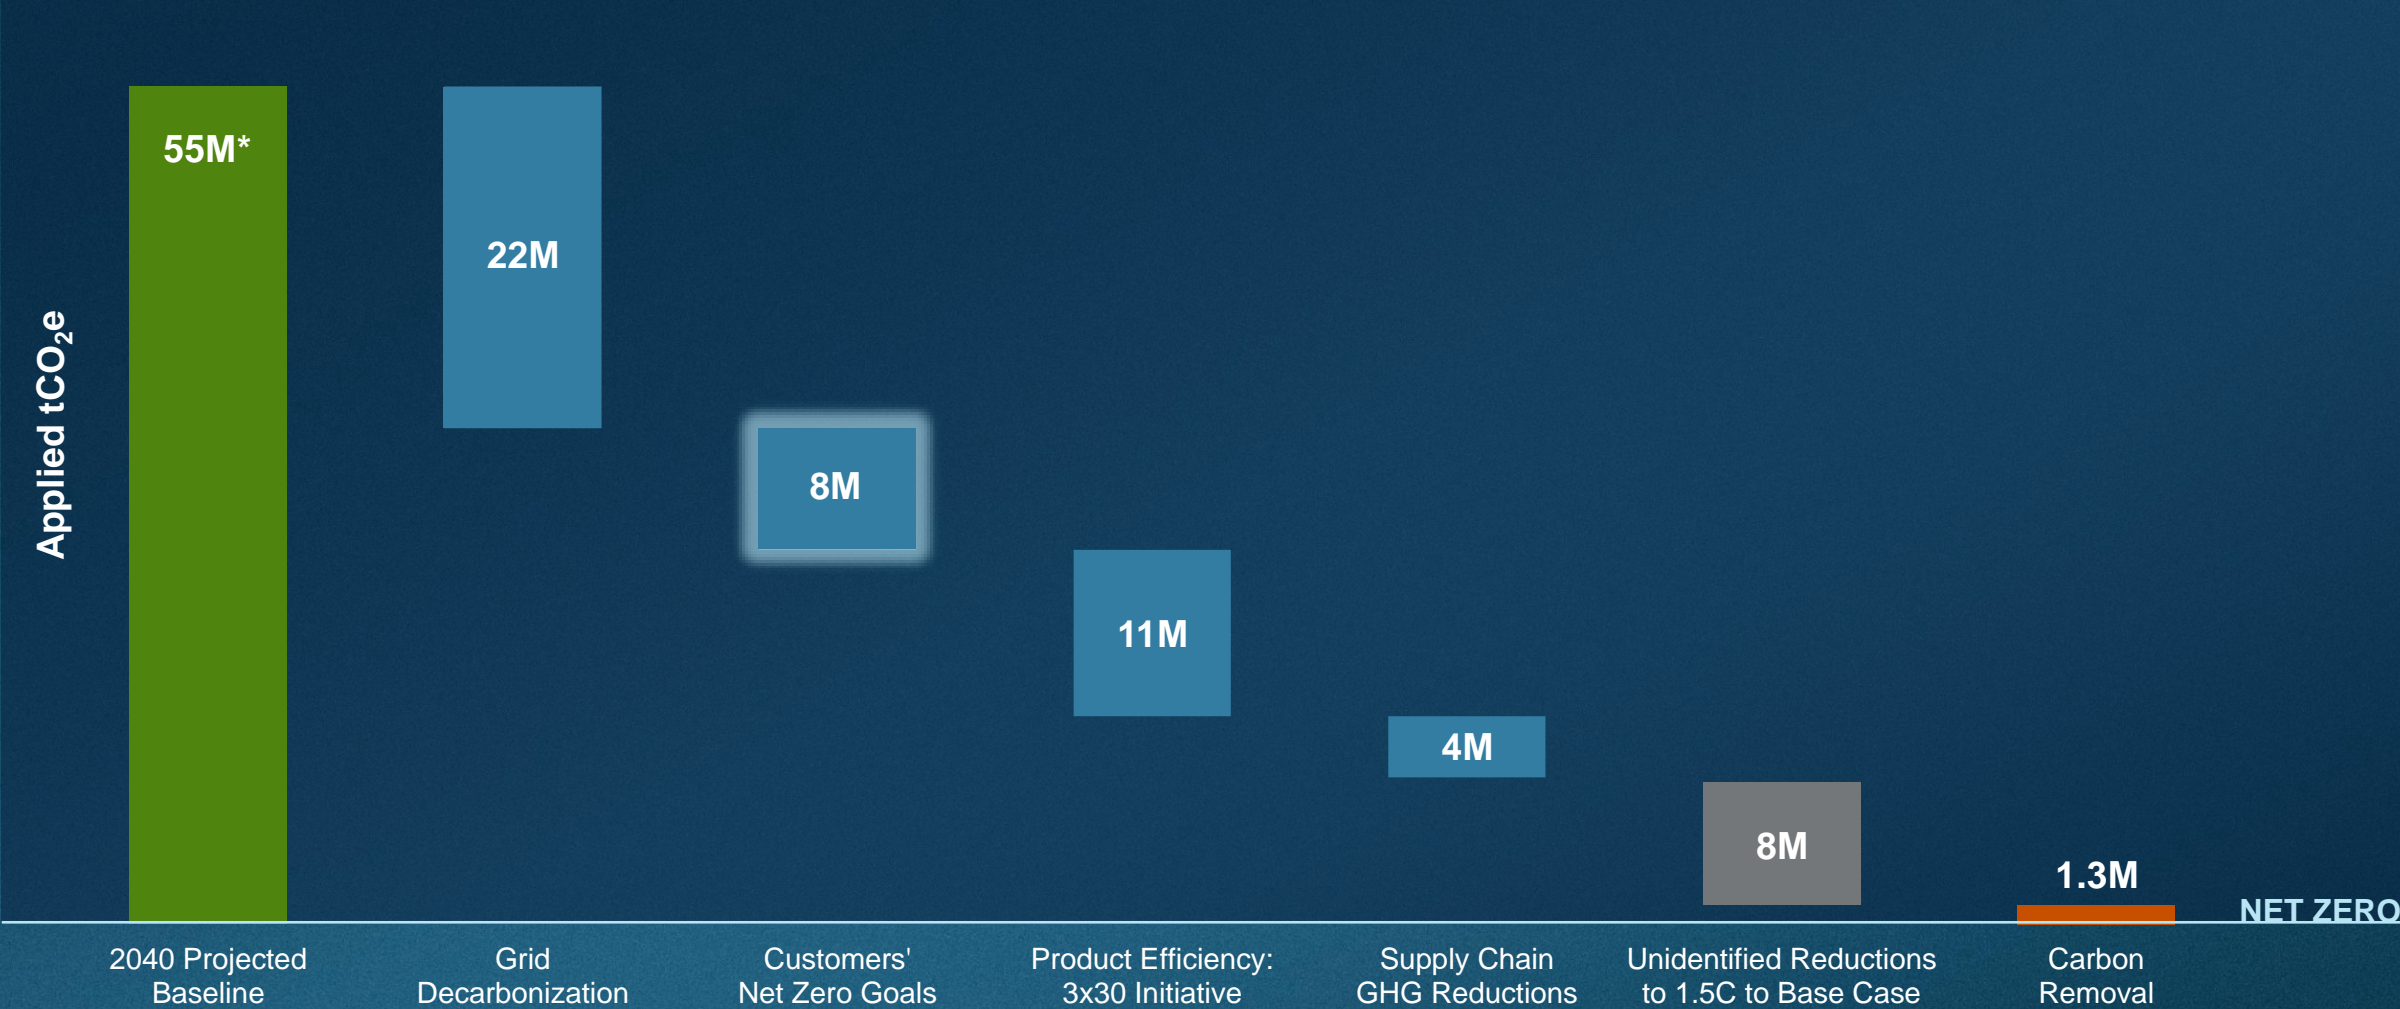 Applied tCO₂e
55M*
22M
8M
11M
4M
8M
1.3M
NET ZERO
2040 Projected
Baseline
Grid
Decarbonization
Customers'
Net Zero Goals
Product Efficiency:
3x30 Initiative
Supply Chain
GHG Reductions
Unidentified Reductions
to 1.5C to Base Case
Carbon
Removal